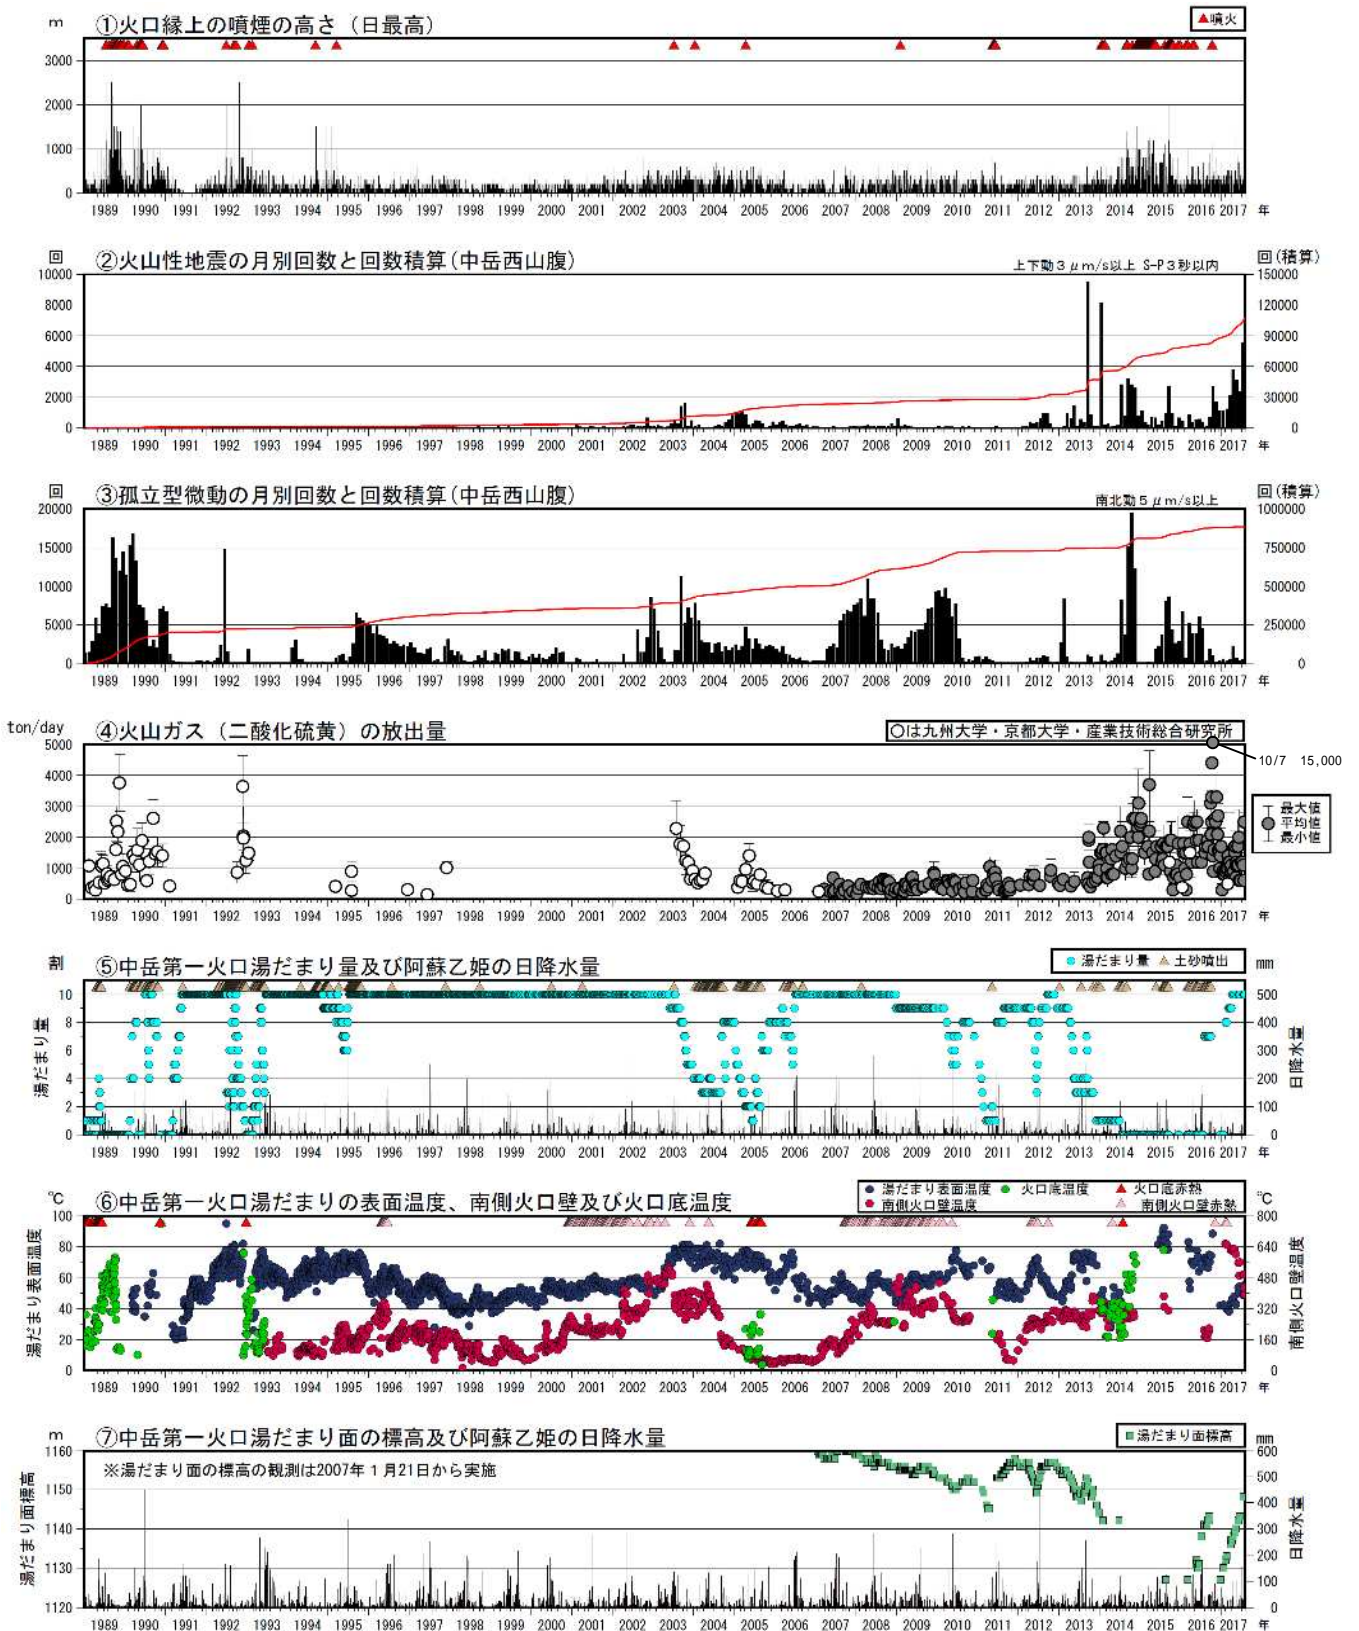 m ①火口縁上の噴煙の高さ（日最高） ▲噴火
3000
2000
1000
0
1989 1990 1991 1992 1993 1994 1995 1996 1997 1998 1999 2000 2001 2002 2003 2004 2005 2006 2007 2008 2009 2010 2011 2012 2013 2014 2015 2016 2017 年
回 ②火山性地震の月別回数と回数積算(中岳西山腹) 上下動３μm/s以上 S-P３秒以内 回(積算)
10000 150000
8000 120000
6000 90000
4000 60000
2000 30000
0 0
1989 1990 1991 1992 1993 1994 1995 1996 1997 1998 1999 2000 2001 2002 2003 2004 2005 2006 2007 2008 2009 2010 2011 2012 2013 2014 2015 2016 2017 年
回 ③孤立型微動の月別回数と回数積算(中岳西山腹) 南北動５μm/s以上 回(積算)
20000 1000000
15000 750000
10000 500000
5000 250000
0 0
1989 1990 1991 1992 1993 1994 1995 1996 1997 1998 1999 2000 2001 2002 2003 2004 2005 2006 2007 2008 2009 2010 2011 2012 2013 2014 2015 2016 2017 年
ton/day ④火山ガス（二酸化硫黄）の放出量 ○は九州大学・京都大学・産業技術総合研究所
5000
10/7 15,000
4000
3000
2000
1000
0
最大値
平均値
最小値
1989 1990 1991 1992 1993 1994 1995 1996 1997 1998 1999 2000 2001 2002 2003 2004 2005 2006 2007 2008 2009 2010 2011 2012 2013 2014 2015 2016 2017 年
割 ⑤中岳第一火口湯だまり量及び阿蘇乙姫の日降水量 湯だまり量 △土砂噴出 mm
10 500
8 400
6 300
4 200
2 100
0 0
湯だまり量
日降水量
1989 1990 1991 1992 1993 1994 1995 1996 1997 1998 1999 2000 2001 2002 2003 2004 2005 2006 2007 2008 2009 2010 2011 2012 2013 2014 2015 2016 2017 年
℃ ⑥中岳第一火口湯だまりの表面温度、南側火口壁及び火口底温度 ●湯だまり表面温度 ●火口底温度 ▲火口底赤熱 ℃
●南側火口壁温度 △南側火口壁赤熱
100 800
80 640
60 480
40 320
20 160
0 0
湯だまり表面温度
南側火口壁温度
1989 1990 1991 1992 1993 1994 1995 1996 1997 1998 1999 2000 2001 2002 2003 2004 2005 2006 2007 2008 2009 2010 2011 2012 2013 2014 2015 2016 2017 年
m ⑦中岳第一火口湯だまり面の標高及び阿蘇乙姫の日降水量 ■湯だまり面標高 mm
※湯だまり面の標高の観測は2007年１月21日から実施
1160 600
500
1150
400
1140 300
200
1130
100
1120 0
湯だまり面標高
日降水量
1989 1990 1991 1992 1993 1994 1995 1996 1997 1998 1999 2000 2001 2002 2003 2004 2005 2006 2007 2008 2009 2010 2011 2012 2013 2014 2015 2016 2017 年